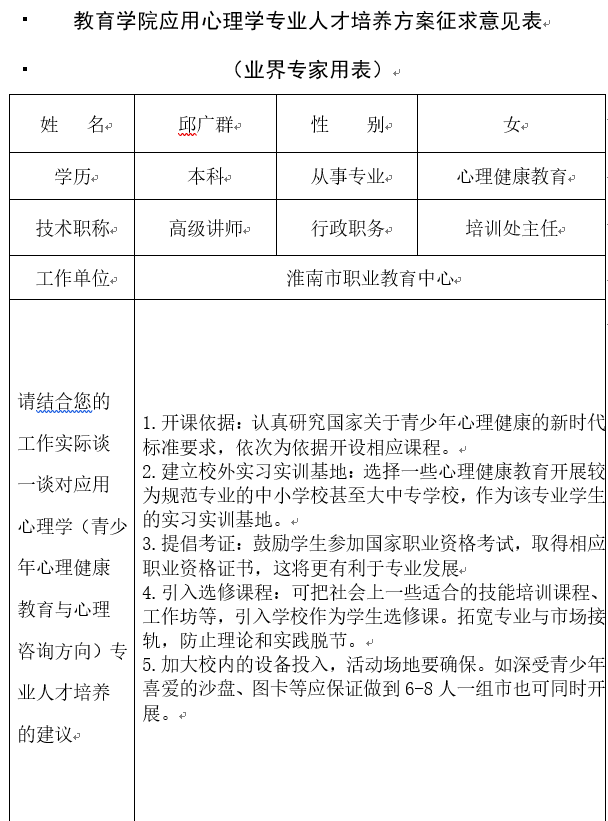 教育学院应用心理学专业人才培养方案征求意见表
（业界专家用表）
姓 名 邱广群 性 别 女
学历 本科 从事专业 心理健康教育
技术职称 高级讲师 行政职务 培训处主任
工作单位 淮南市职业教育中心
请结合您的
工作实际谈
一谈对应用
心理学（青少
年心理健康
教育与心理
咨询方向）专
业人才培养
的建议
1.开课依据：认真研究国家关于青少年心理健康的新时代
标准要求，依次为依据开设相应课程。
2.建立校外实习实训基地：选择一些心理健康教育开展较
为规范专业的中小学校甚至大中专学校，作为该专业学生
的实习实训基地。
3.提倡考证：鼓励学生参加国家职业资格考试，取得相应
职业资格证书，这将更有利于专业发展
4.引入选修课程：可把社会上一些适合的技能培训课程、
工作坊等，引入学校作为学生选修课。拓宽专业与市场接
轨，防止理论和实践脱节。
5.加大校内的设备投入，活动场地要确保。如深受青少年
喜爱的沙盘、图卡等应保证做到6-8人一组市也可同时开
展。